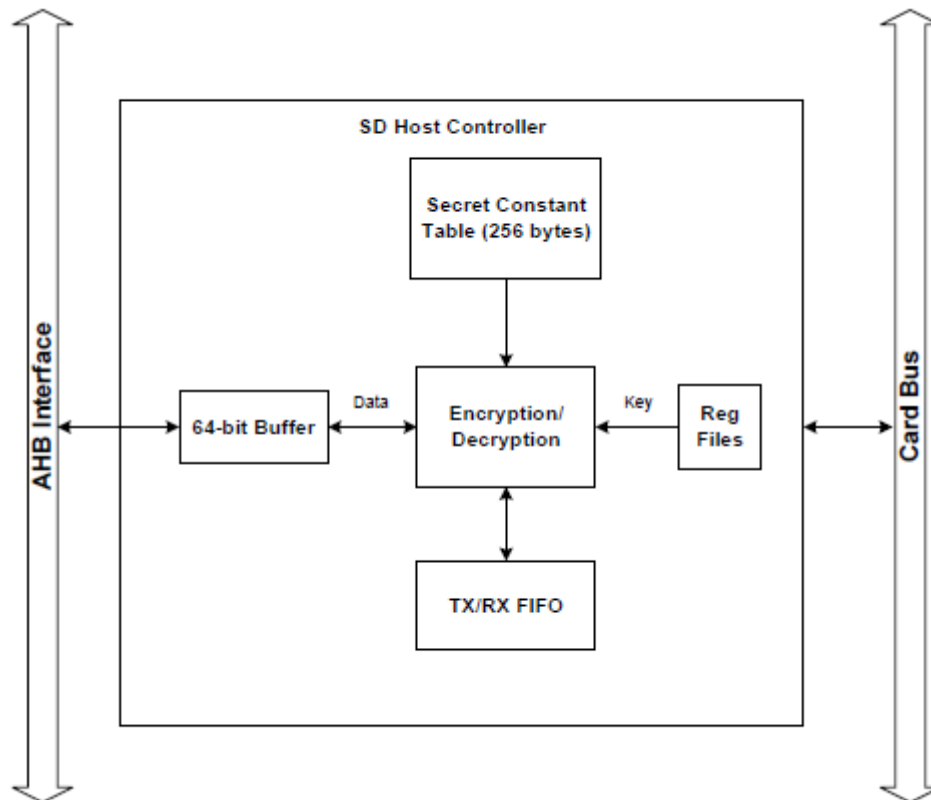 SD Host Controller
Secret Constant
Table (256 bytes)
AHB Interface
64-bit Buffer
Data
Encryption/
Decryption
Key
Reg
Files
Card Bus
TX/RX FIFO